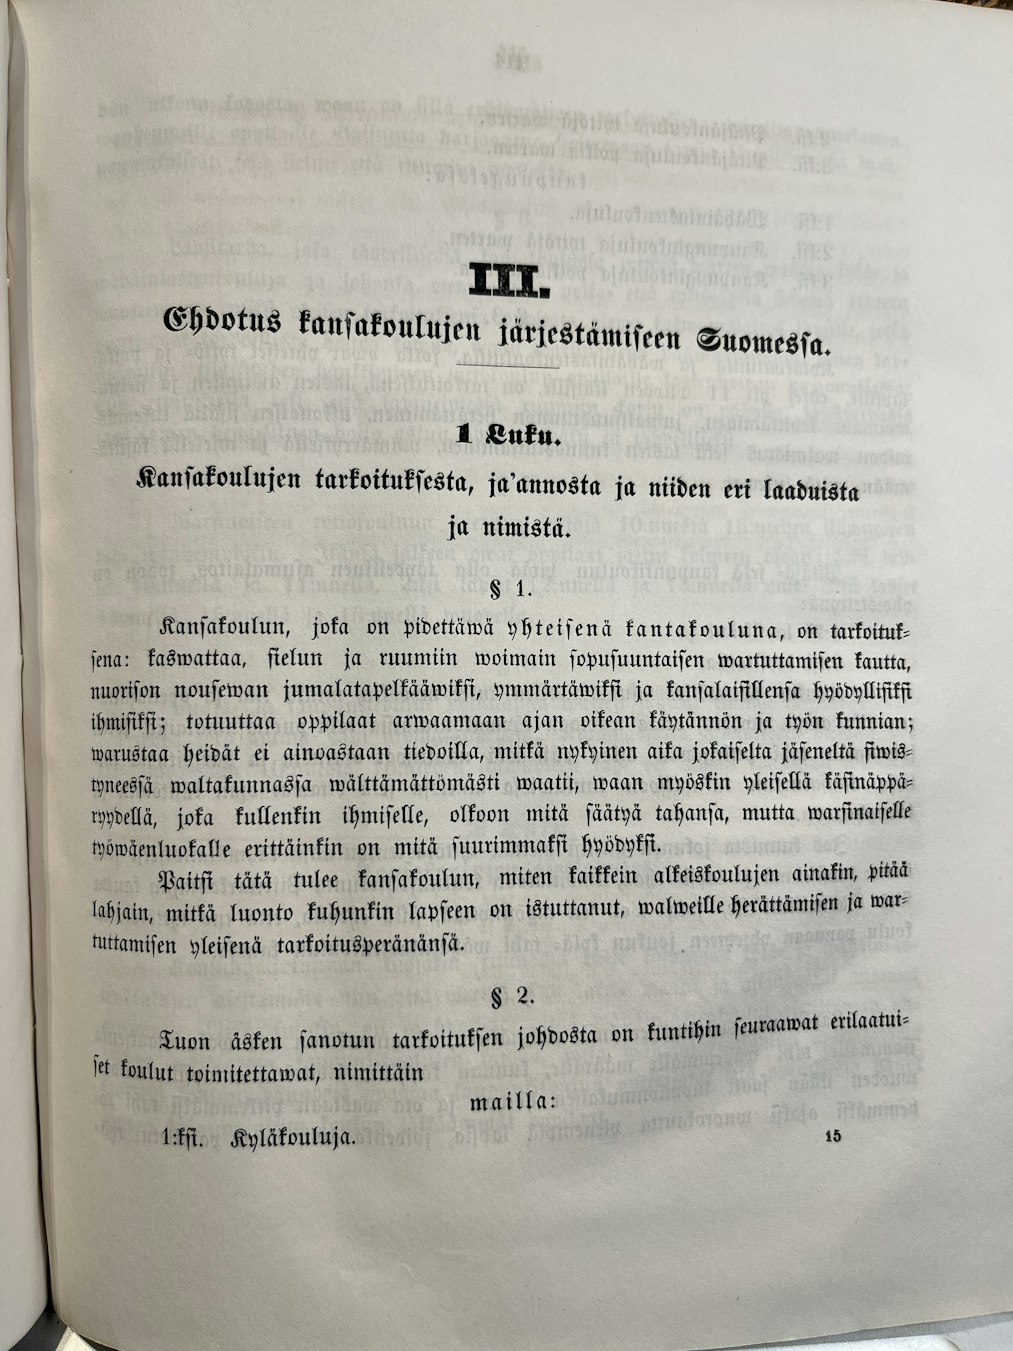 III.
Ehdotus kansakoulujen järjestämiseen Suomessa.
1 Luku.
Kansakoulujen tarkoituksesta, ja'annosta ja niiden eri laaduista
ja nimistä.
§ 1.
Kansakoulun, joka on pidettäwä yhteisenä kantakouluna, on tarkoituk-
sena: kaswattaa, sielun ja ruumiin woimain sopusuuntaisen wartuttamisen kautta,
nuorison nousewan jumalatapelkääwiksi, ymmärtäwiksi ja kansalaisillensa hyödyllisiksi
ihmisiksi; totuuttaa oppilaat arwaamaan ajan oikean käytännön ja työn kunnian;
warustaa heidät ei ainoastaan tiedoilla, mitkä nykyinen aika jokaiselta jäseneltä siwis-
tyneessä waltakunnassa wälttämättömästi waatii, waan myöskin yleisellä käsinäppä-
ryydellä, joka kullenkin ihmiselle, olkoon mitä säätyä tahansa, mutta warsinaiselle
työwäenluokalle erittäinkin on mitä suurimmaksi hyödyksi.
Paitsi tätä tulee kansakoulun, miten kaikkein alkeiskoulujen ainakin, pitää
lahjain, mitkä luonto kuhunkin lapseen on istuttanut, walweille herättämisen ja war-
tuttamisen yleisenä tarkoitusperänänsä.
§ 2.
Tuon äsken sanotun tarkoituksen johdosta on kuntihin seuraawat erilaatui-
set koulut toimitettawat, nimittäin
mailla:
1:ksi. Kyläkouluja.
15